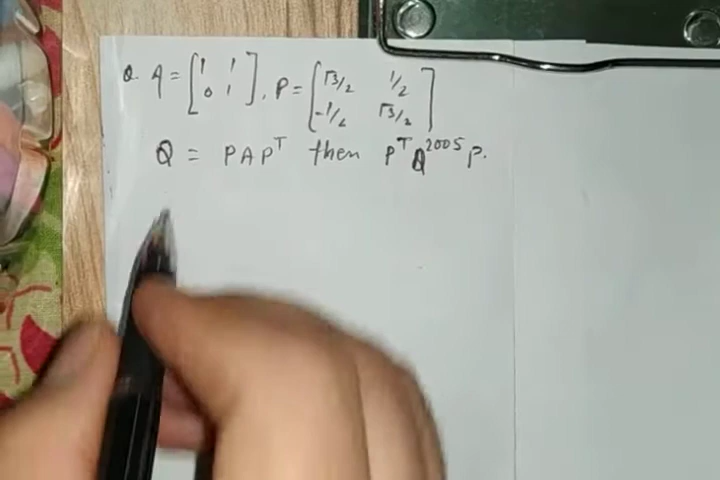 Q. A = [1 1
0 1], P = [√3/2 1/2
-1/2 √3/2]
Q = PAP^T then P^T Q^2005 P.